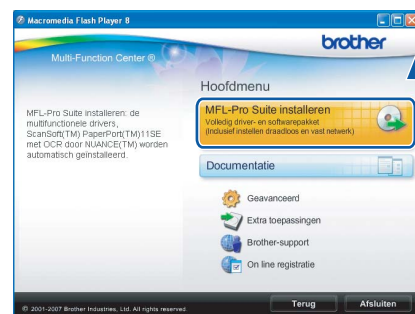 Macromedia Flash Player 8
brother
Multi-Function Center ®
Hoofdmenu
MFL-Pro Suite installeren
Volledig driver- en softwarepakket
(Inclusief instellen draadloos en vast netwerk)
MFL-Pro Suite installeren: de
multifunctionele drivers,
ScanSoft(TM) PaperPort(TM)11SE
met OCR door NUANCE(TM) worden
automatisch geïnstalleerd.
Documentatie
Geavanceerd
Extra toepassingen
Brother-support
On line registratie
© 2001-2007 Brother Industries, Ltd. All rights reserved.
Terug
Afsluiten